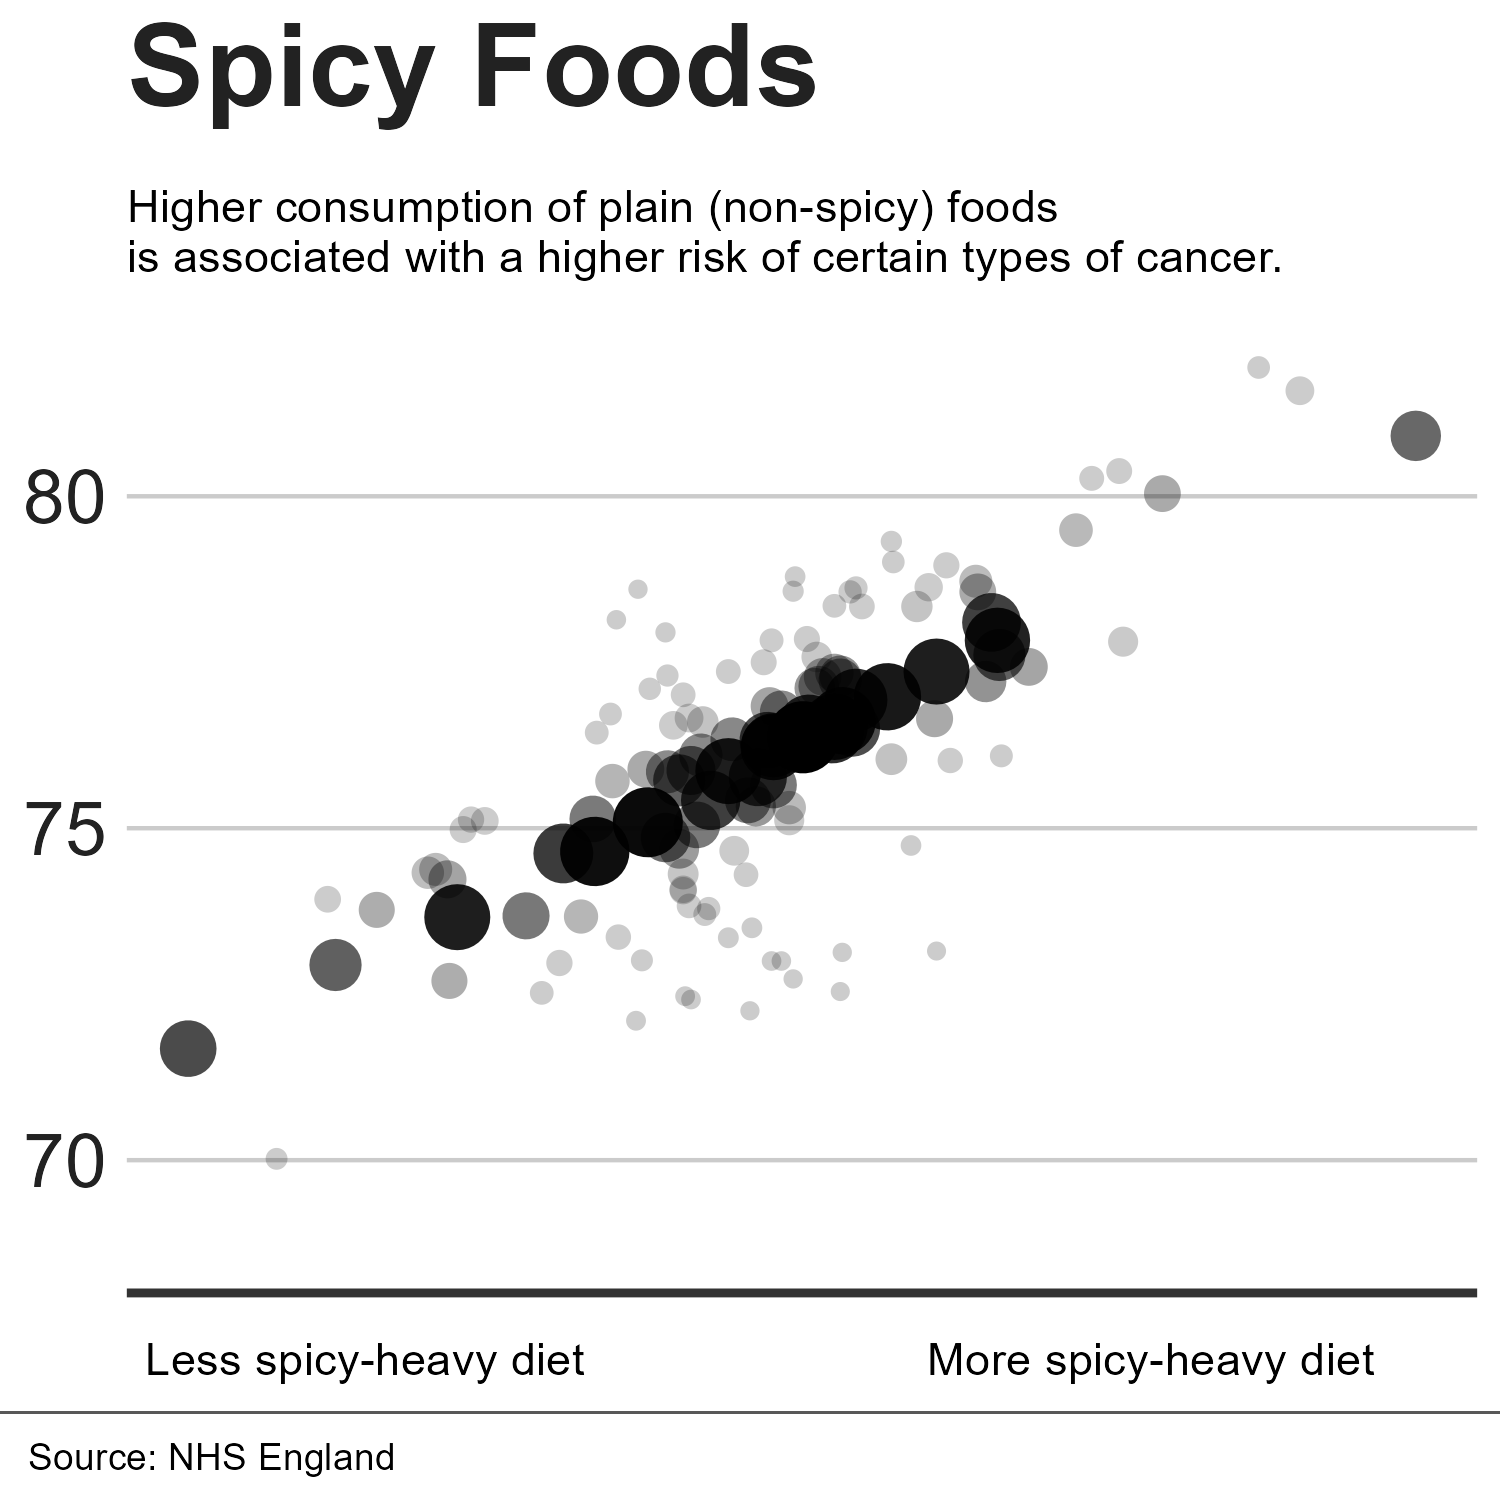 Spicy Foods
Higher consumption of plain (non-spicy) foods
is associated with a higher risk of certain types of cancer.
80
75
70
Less spicy-heavy diet
More spicy-heavy diet
Source: NHS England